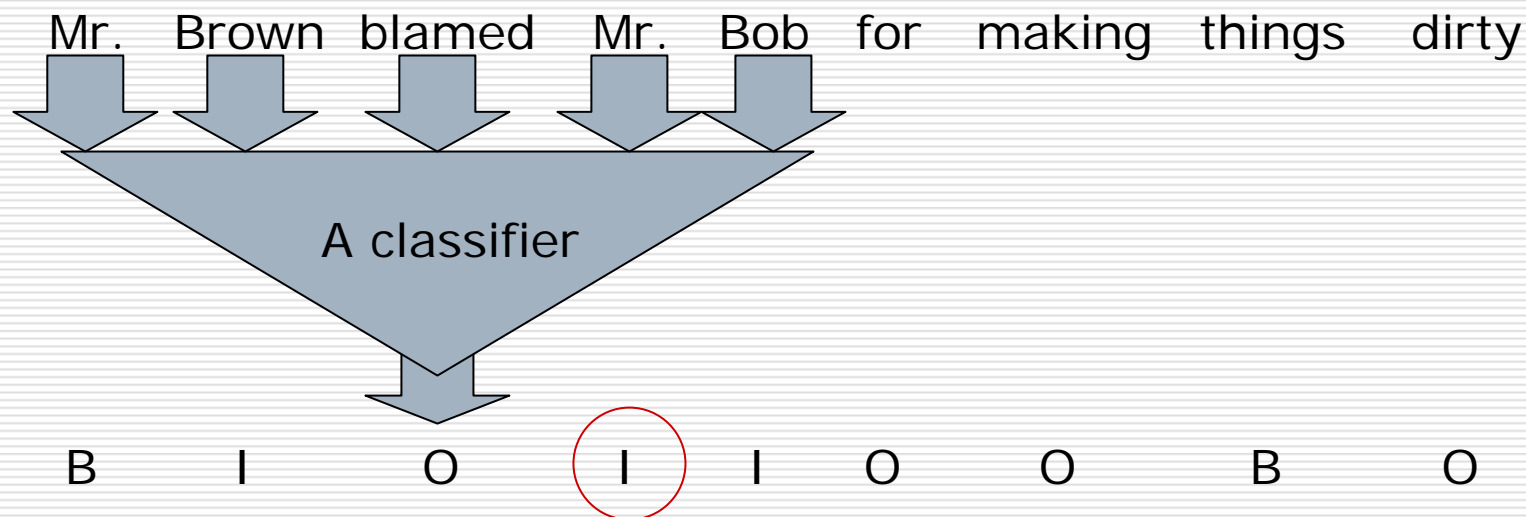 Mr. Brown blamed Mr. Bob for making things dirty
A classifier
B I O I I O O B O